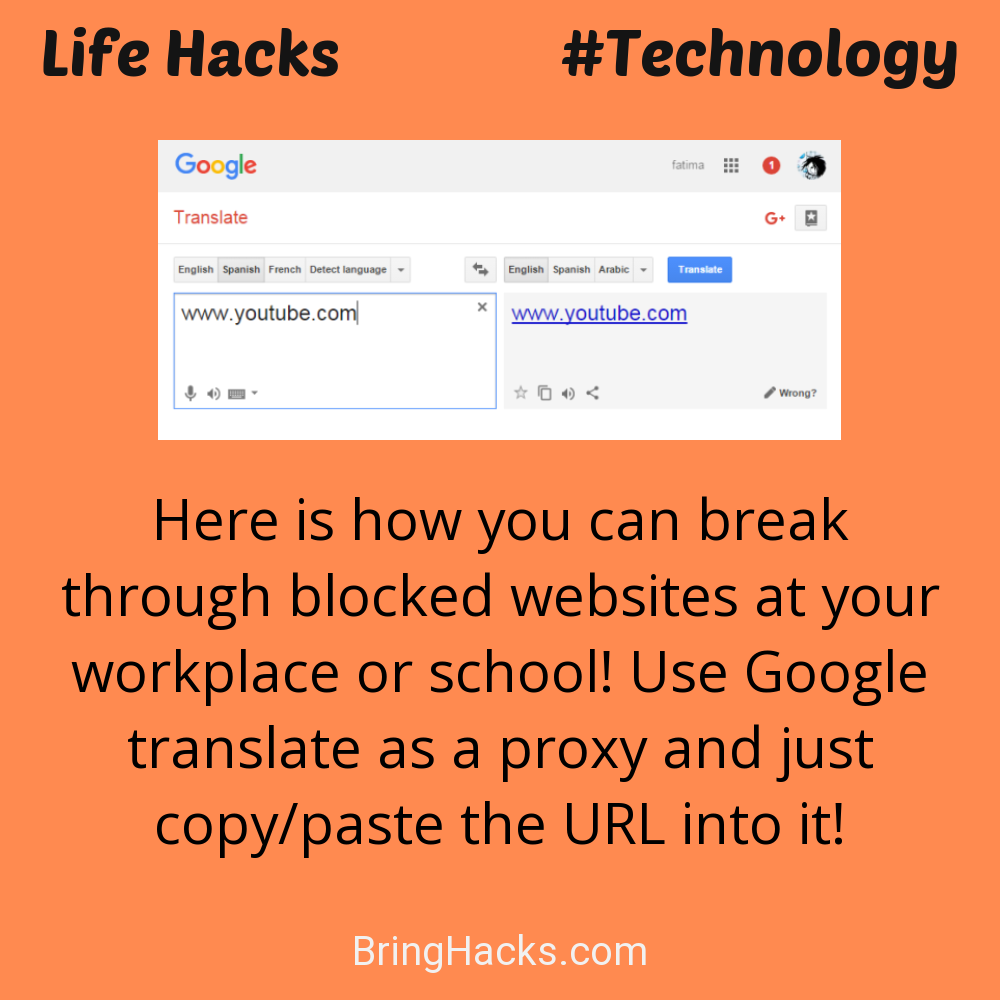 Life Hacks #Technology
Google fatima 1
Translate G+
English Spanish French Detect language English Spanish Arabic Translate
www.youtube.com www.youtube.com
Wrong?
Here is how you can break
through blocked websites at your
workplace or school! Use Google
translate as a proxy and just
copy/paste the URL into it!
BringHacks.com